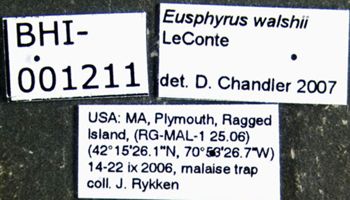 BHI-
001211
Eusphyrus walshii
LeConte
det. D. Chandler 2007
USA: MA, Plymouth, Ragged
Island, (RG-MAL-1 25.06)
(42°15'26.1"N, 70°53'26.7"W)
14-22 ix 2006, malaise trap
coll. J. Rykken